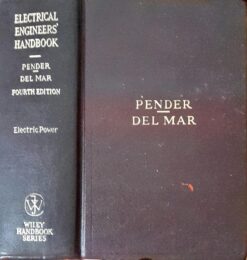 ELECTRICAL
ENGINEERS'
HANDBOOK
PENDER
DEL MAR
FOURTH EDITION
Electric Power
W
WILEY
HANDBOOK
SERIES
PENDER
DEL MAR